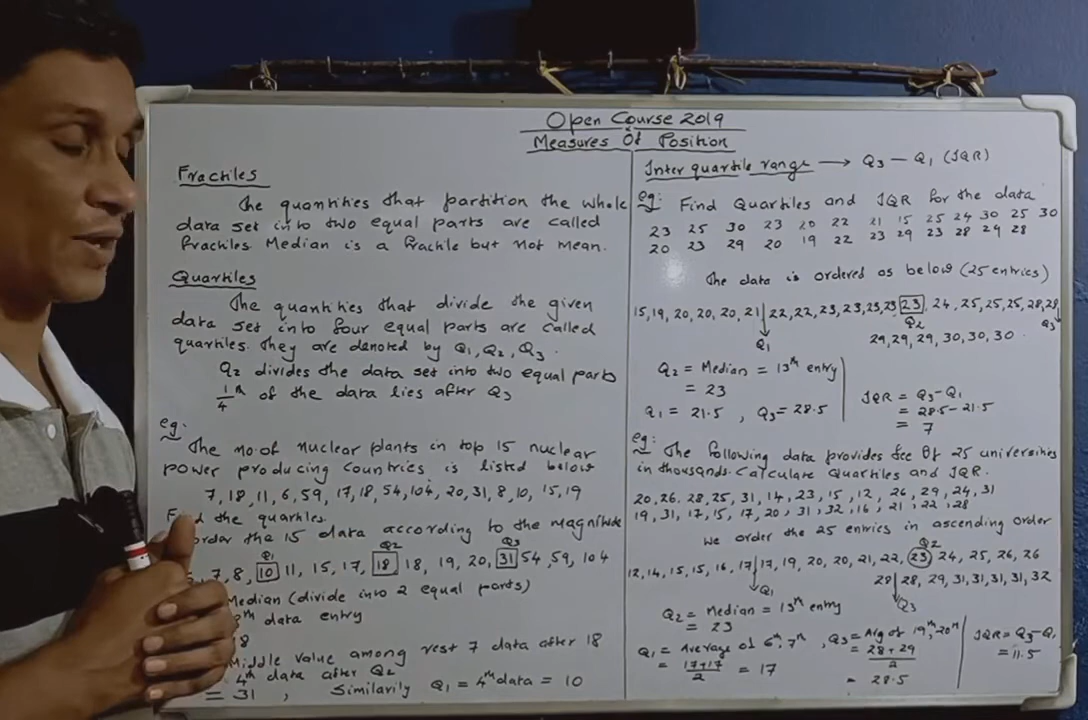 Open Course 2019
Measures Of Position
Fractiles
The quantities that partition the whole
data set into two equal parts are called
fractiles Median is a fractile but not mean.
Quartiles
The quantities that divide the given
data set into four equal parts are called
quartiles. They are denoted by Q1, Q2, Q3.
Q2 divides the data set into two equal parts
1/4 th of the data lies after Q3
eg:
The no. of nuclear plants in top 15 nuclear
power producing countries is listed below
7, 18, 11, 6, 59, 17, 18, 54, 104, 20, 31, 8, 10, 15, 19
the quartiles.
order the 15 data according to the magnitude
Q1 Q2 Q3
7, 8, 10 11, 15, 17, 18 18, 19, 20, 31 54, 59, 104
Median (divide into 2 equal parts)
th data entry
18
Middle value among rest 7 data after 18
4th data after Q2
= 31 , Similarily Q1 = 4th data = 10
Inter quartile range → Q3 - Q1 (IQR)
eg: Find Quartiles and IQR for the data
23 25 30 23 20 22 21 15 25 24 30 25 30
20 23 29 20 19 22 23 29 23 28 29 28
The data is ordered as below (25 entries)
15, 19, 20, 20, 20, 21 22, 22, 23, 23, 23, 23 23, 24, 25, 25, 25, 28, 28,
Q1 Q2 Q3
29, 29, 29, 30, 30, 30.
Q2 = Median = 13th entry
= 23
Q1 = 21.5 , Q3 = 28.5
IQR = Q3 - Q1
= 28.5 - 21.5
= 7
eg: The following data provides fee of 25 universities
in thousands. Calculate Quartiles and IQR.
20, 26, 28, 25, 31, 14, 23, 15, 12, 26, 29, 24, 31
19, 31, 17, 15, 17, 20, 31, 32, 16, 21, 22, 28
We order the 25 entries in ascending order
Q2
12, 14, 15, 15, 16, 17 17, 19, 20, 20, 21, 22, 23 24, 25, 26, 26
28 28, 29, 31, 31, 31, 31, 32
Q1 Q3
Q2 = Median = 13th entry
= 23
Q1 = Average of 6th, 7th
= 17+17/2 = 17
, Q3 = Avg of 19th, 20th
= 28+29/2
= 28.5
IQR = Q3 - Q1
= 11.5